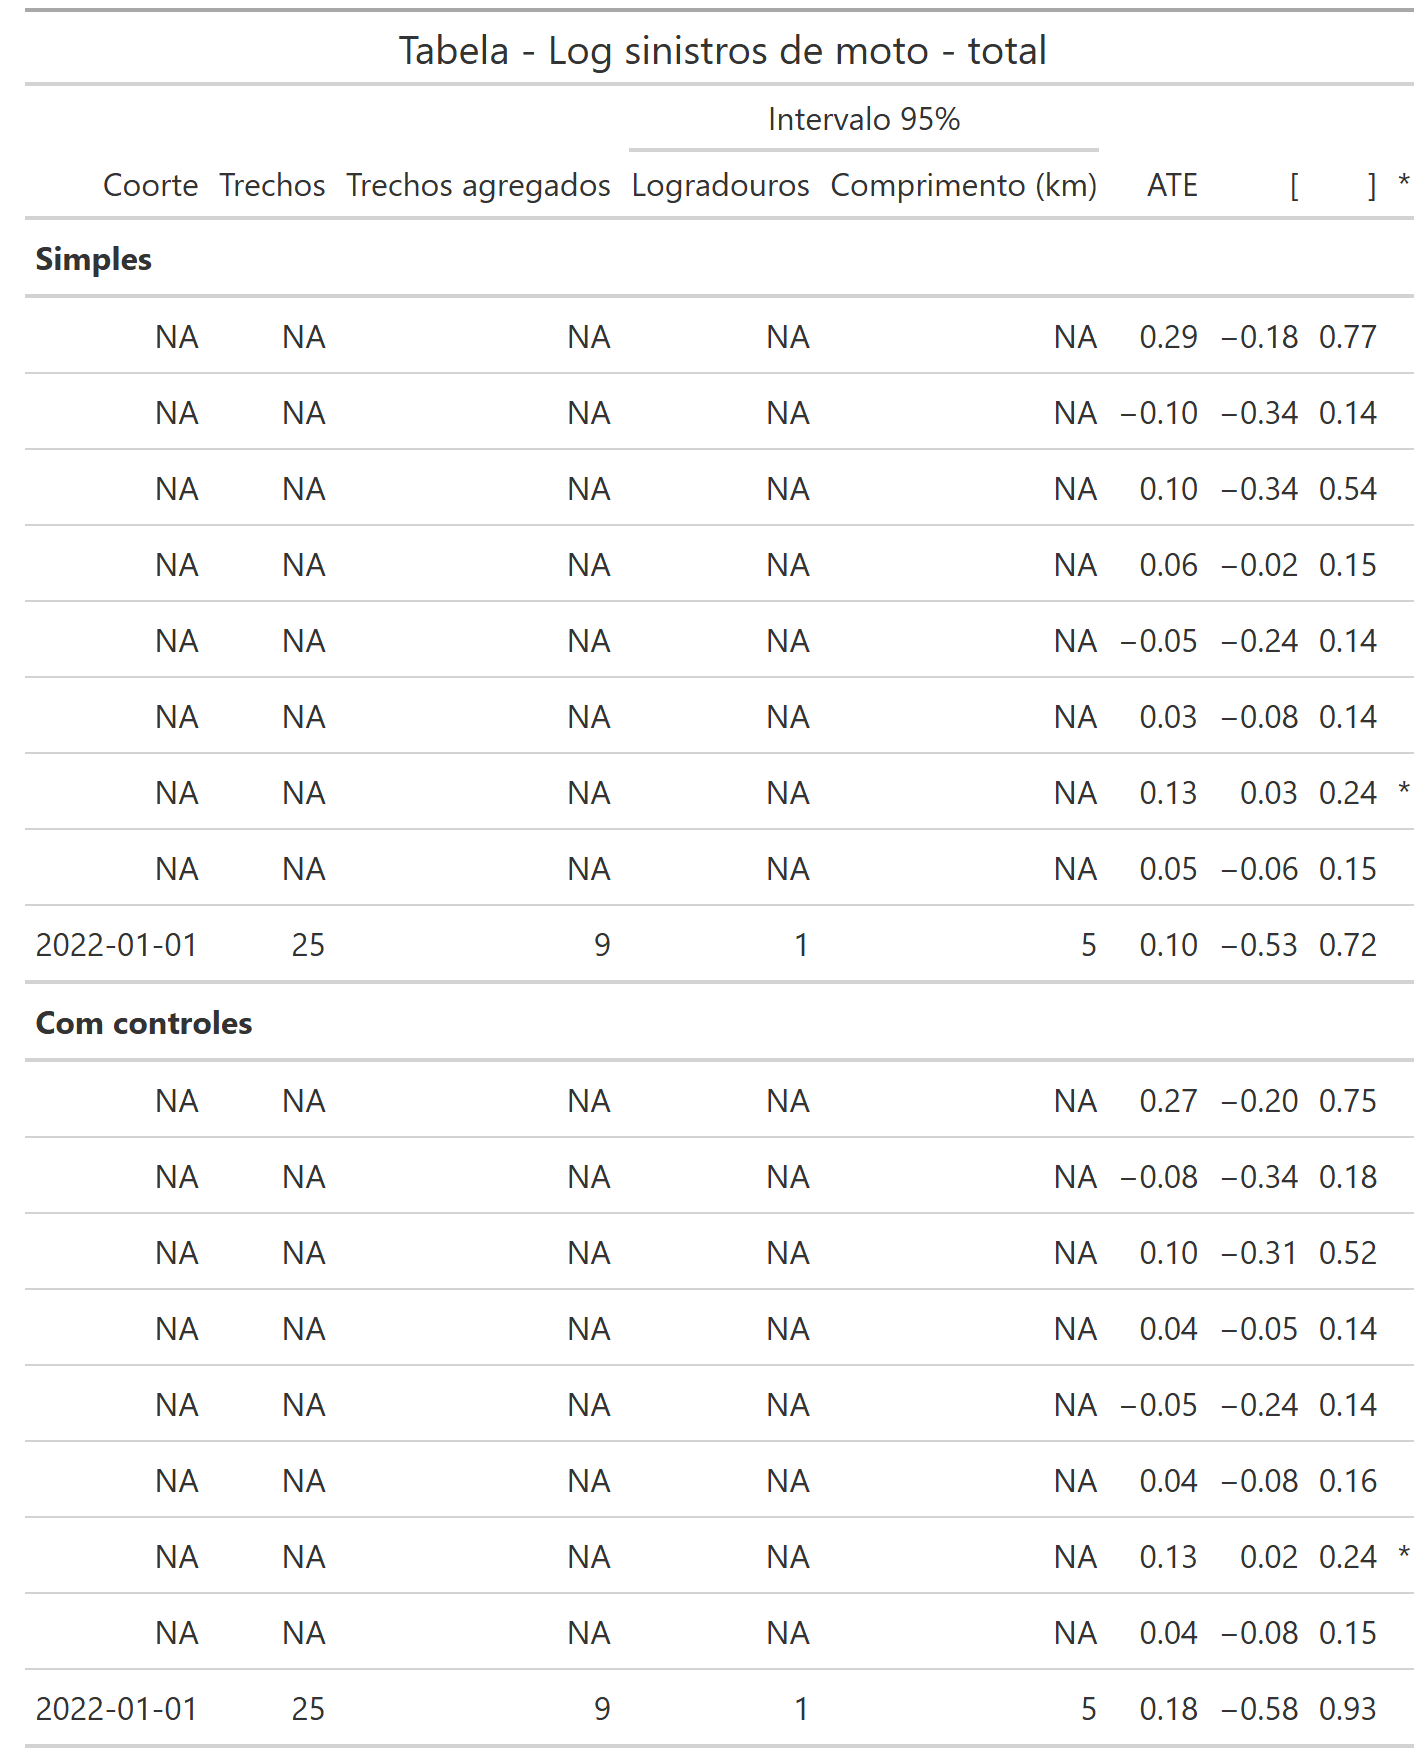 Tabela - Log sinistros de moto - total
Intervalo 95%
Coorte Trechos Trechos agregados Logradouros Comprimento (km) ATE [ ] *
Simples
NA NA NA NA NA 0.29 −0.18 0.77
NA NA NA NA NA −0.10 −0.34 0.14
NA NA NA NA NA 0.10 −0.34 0.54
NA NA NA NA NA 0.06 −0.02 0.15
NA NA NA NA NA −0.05 −0.24 0.14
NA NA NA NA NA 0.03 −0.08 0.14
NA NA NA NA NA 0.13 0.03 0.24 *
NA NA NA NA NA 0.05 −0.06 0.15
2022-01-01 25 9 1 5 0.10 −0.53 0.72
Com controles
NA NA NA NA NA 0.27 −0.20 0.75
NA NA NA NA NA −0.08 −0.34 0.18
NA NA NA NA NA 0.10 −0.31 0.52
NA NA NA NA NA 0.04 −0.05 0.14
NA NA NA NA NA −0.05 −0.24 0.14
NA NA NA NA NA 0.04 −0.08 0.16
NA NA NA NA NA 0.13 0.02 0.24 *
NA NA NA NA NA 0.04 −0.08 0.15
2022-01-01 25 9 1 5 0.18 −0.58 0.93